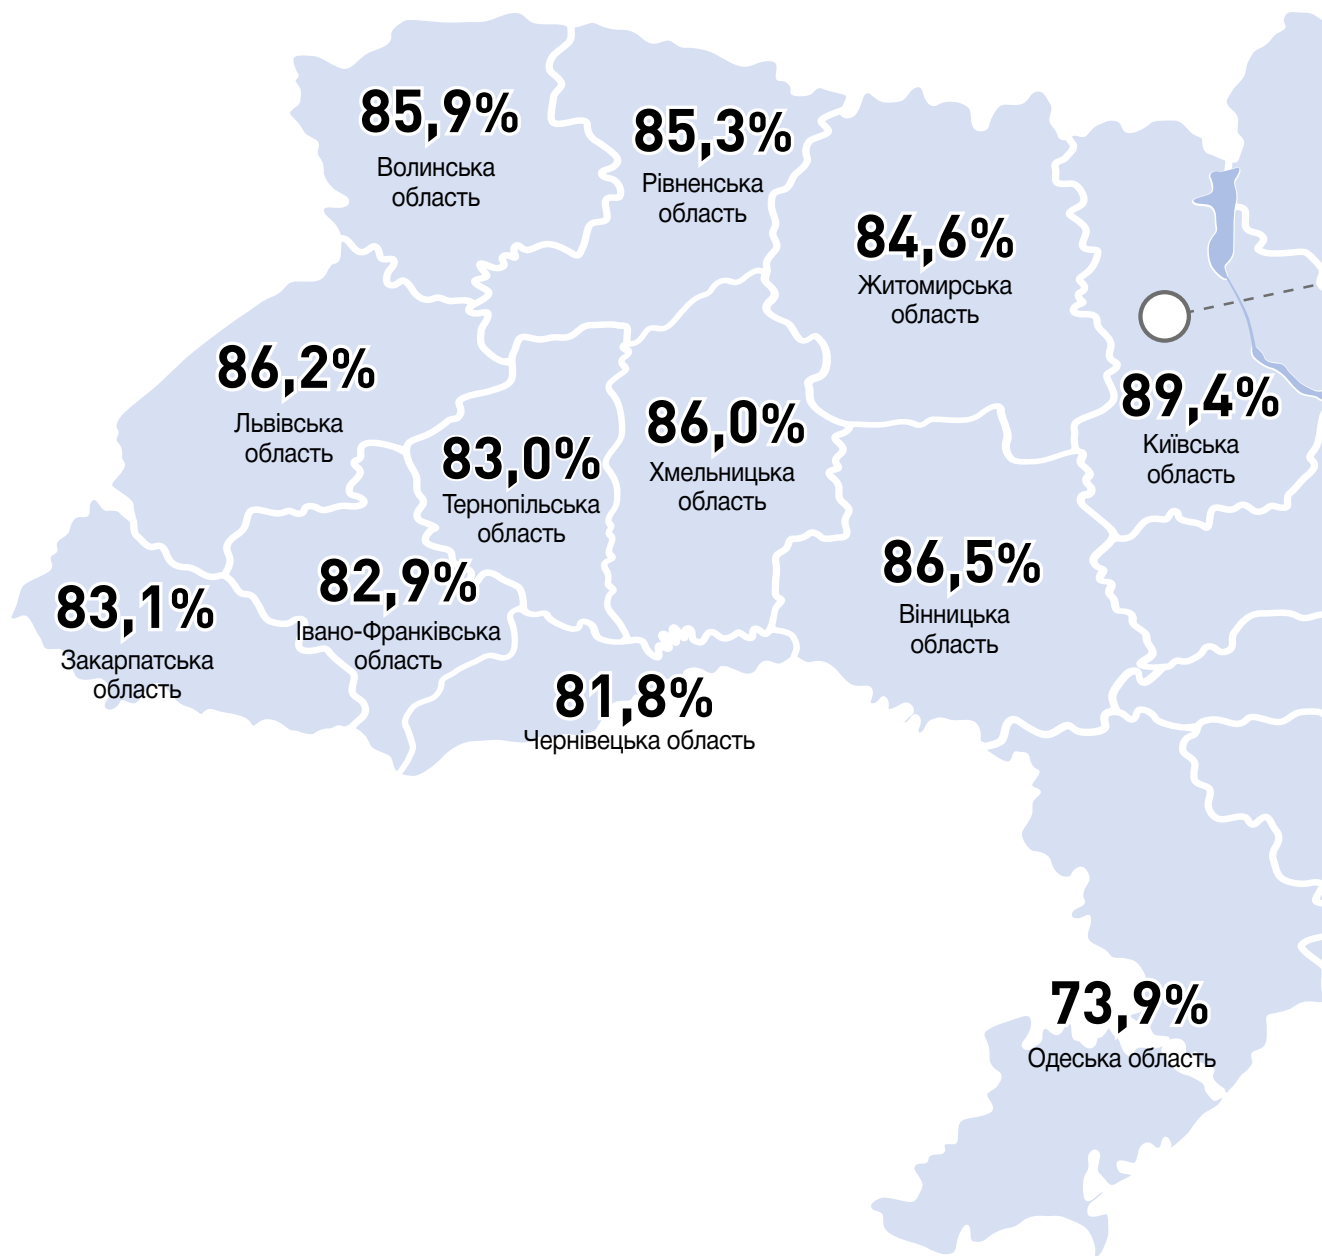 85,9%
Волинська
область
85,3%
Рівненська
область
84,6%
Житомирська
область
86,2%
Львівська
область
83,0%
Тернопільська
область
86,0%
Хмельницька
область
89,4%
Київська
область
83,1%
Закарпатська
область
82,9%
Івано-Франківська
область
86,5%
Вінницька
область
81,8%
Чернівецька область
73,9%
Одеська область